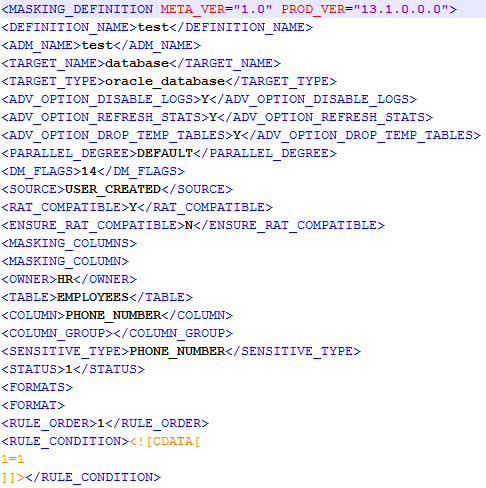 <MASKING_DEFINITION META_VER="1.0" PROD_VER="13.1.0.0.0">
<DEFINITION_NAME>test</DEFINITION_NAME>
<ADM_NAME>test</ADM_NAME>
<TARGET_NAME>database</TARGET_NAME>
<TARGET_TYPE>oracle_database</TARGET_TYPE>
<ADV_OPTION_DISABLE_LOGS>Y</ADV_OPTION_DISABLE_LOGS>
<ADV_OPTION_REFRESH_STATS>Y</ADV_OPTION_REFRESH_STATS>
<ADV_OPTION_DROP_TEMP_TABLES>Y</ADV_OPTION_DROP_TEMP_TABLES>
<PARALLEL_DEGREE>DEFAULT</PARALLEL_DEGREE>
<DM_FLAGS>14</DM_FLAGS>
<SOURCE>USER_CREATED</SOURCE>
<RAT_COMPATIBLE>Y</RAT_COMPATIBLE>
<ENSURE_RAT_COMPATIBLE>N</ENSURE_RAT_COMPATIBLE>
<MASKING_COLUMNS>
<MASKING_COLUMN>
<OWNER>HR</OWNER>
<TABLE>EMPLOYEES</TABLE>
<COLUMN>PHONE_NUMBER</COLUMN>
<COLUMN_GROUP></COLUMN_GROUP>
<SENSITIVE_TYPE>PHONE_NUMBER</SENSITIVE_TYPE>
<STATUS>1</STATUS>
<FORMATS>
<FORMAT>
<RULE_ORDER>1</RULE_ORDER>
<RULE_CONDITION><![CDATA[
1=1
]]></RULE_CONDITION>